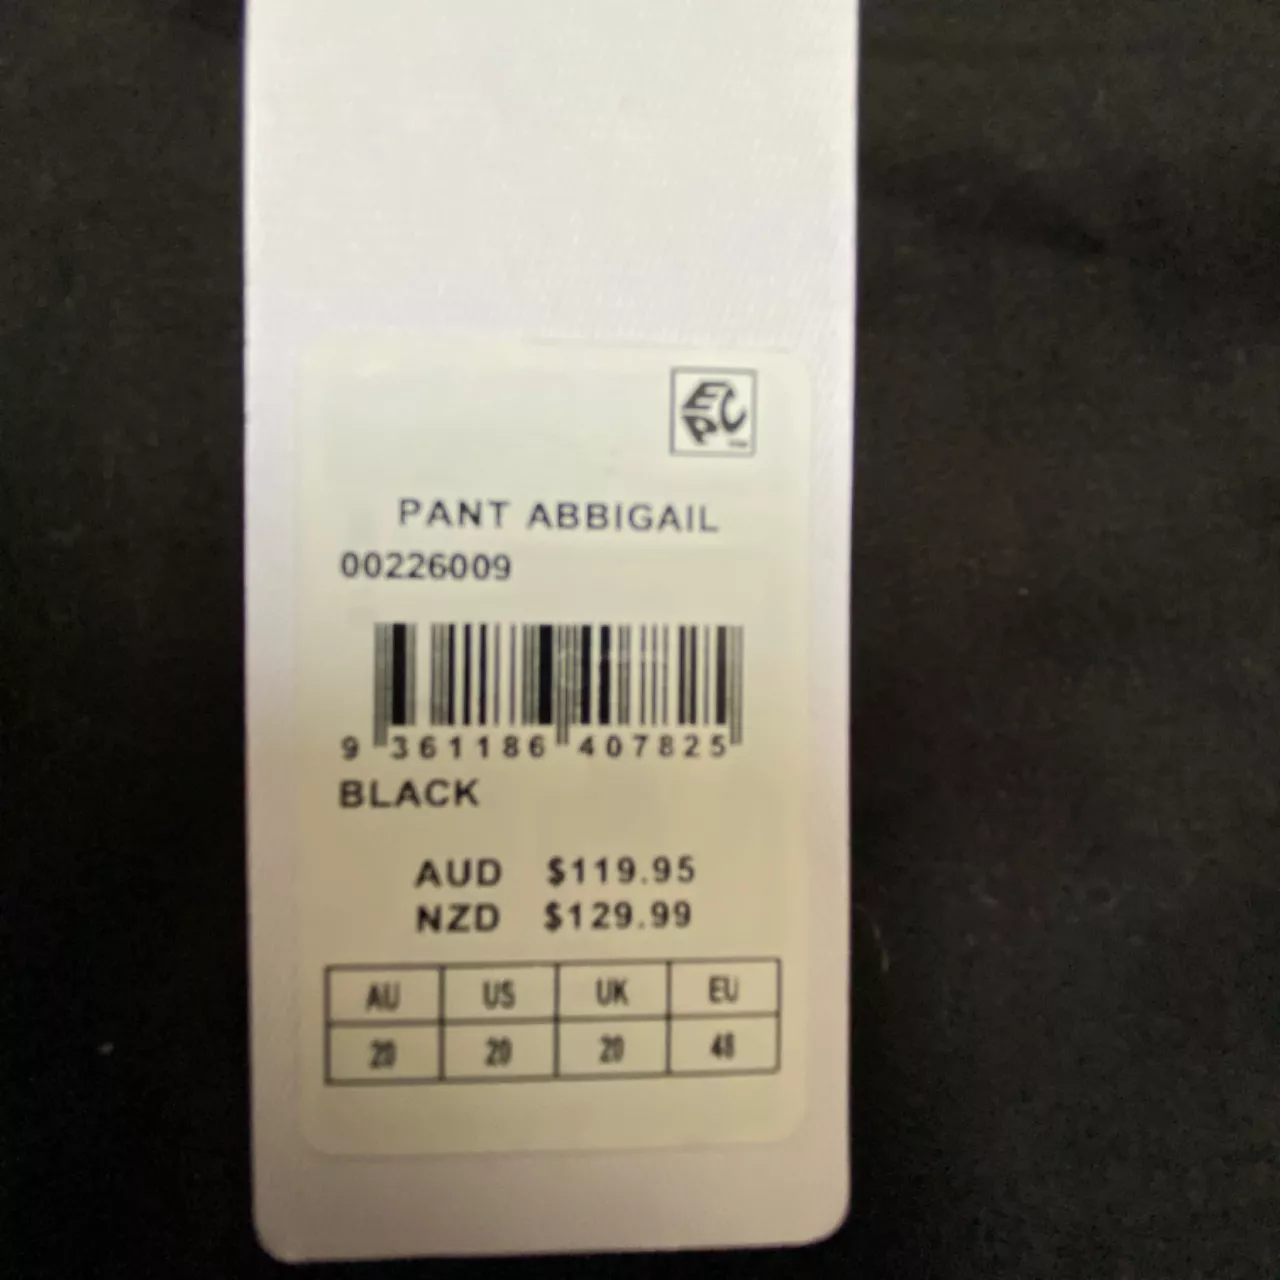 EPC
PANT ABBIGAIL
00226009
9 361186 407825
BLACK
AUD $119.95
NZD $129.99
AU US UK EU
20 20 20 48